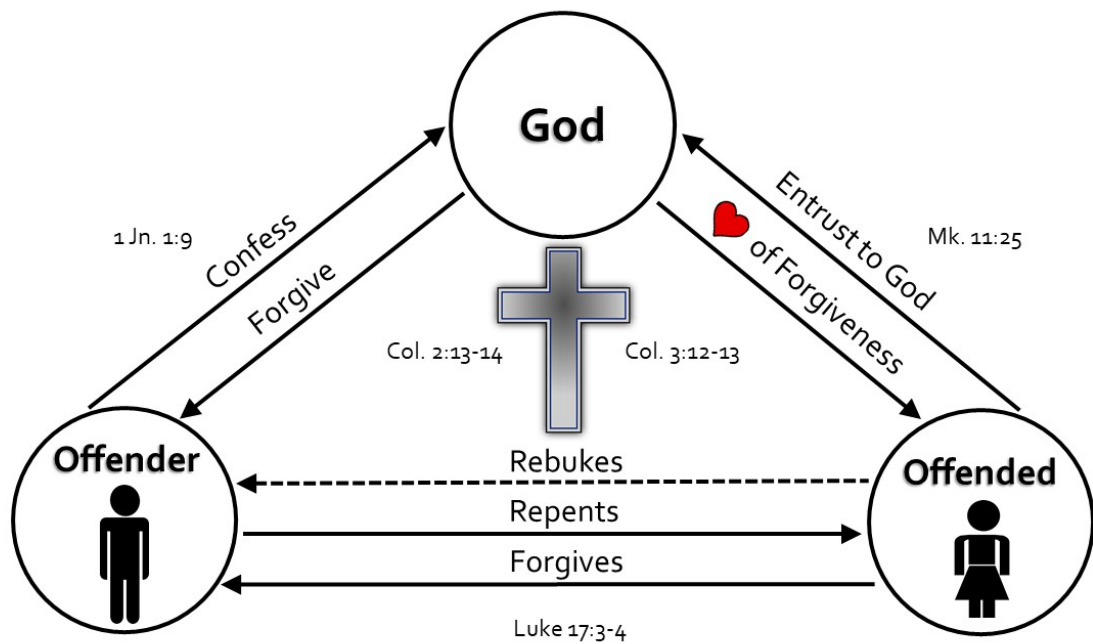 God
Confess
Forgive
1 Jn. 1:9
Entrust to God
of Forgiveness
Mk. 11:25
Col. 2:13-14
Col. 3:12-13
Offender
Offended
Rebukes
Repents
Forgives
Luke 17:3-4